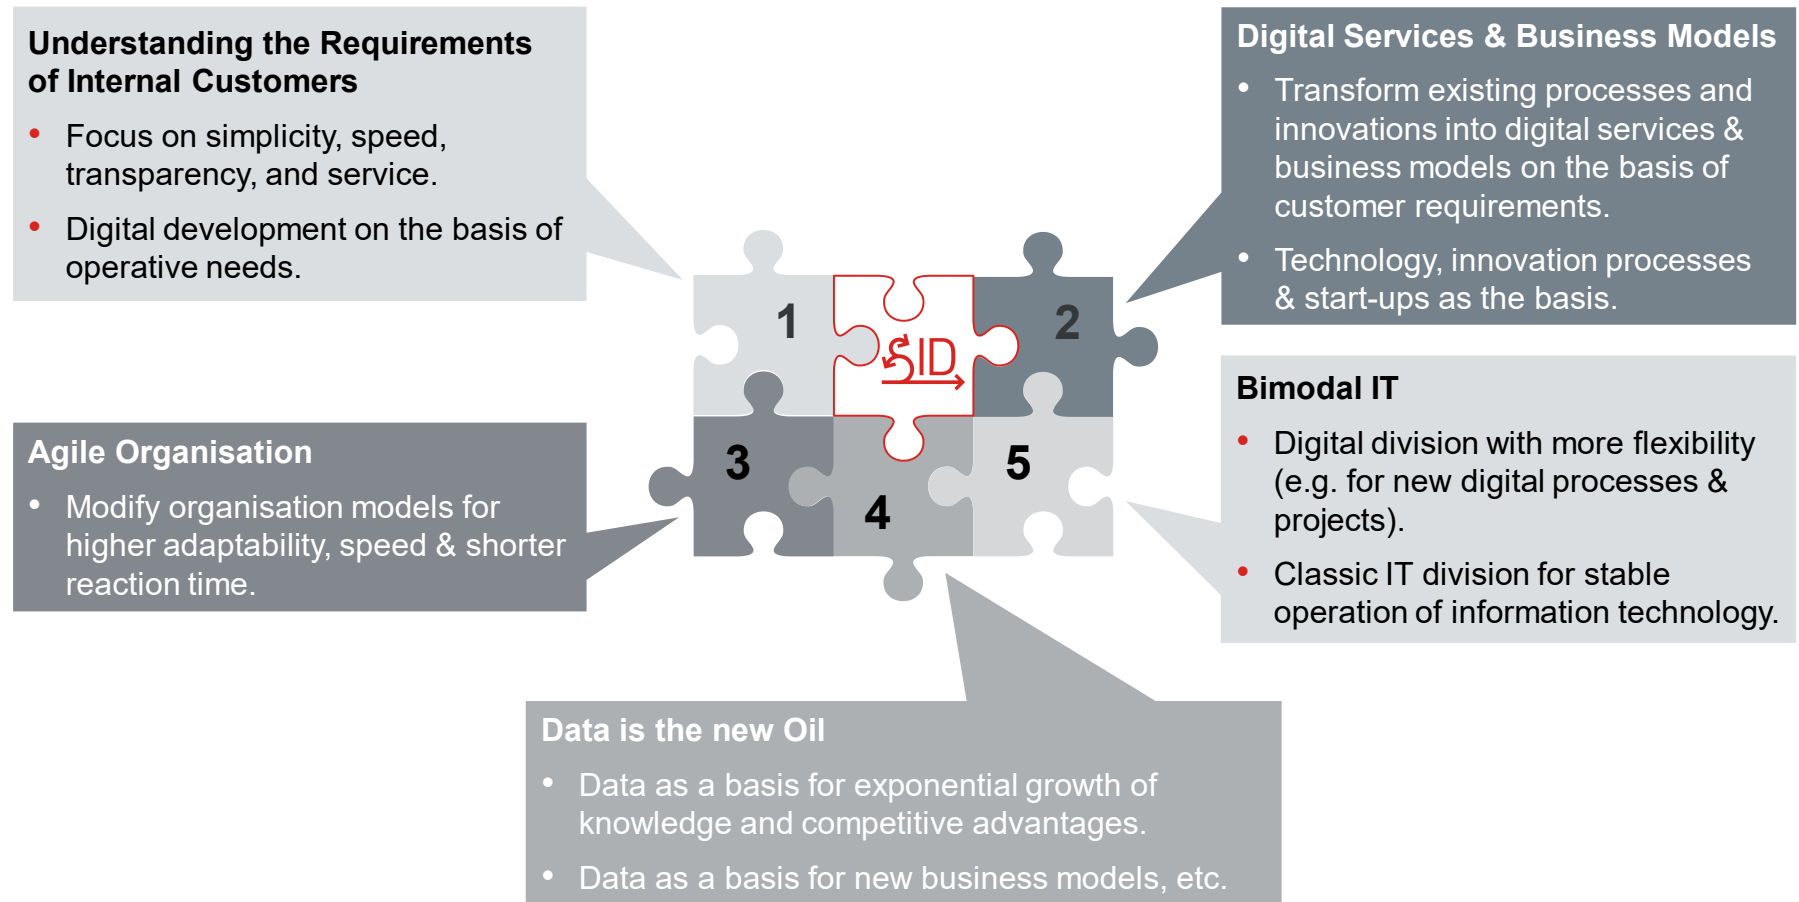 Understanding the Requirements
of Internal Customers
• Focus on simplicity, speed,
transparency, and service.
• Digital development on the basis of
operative needs.
Digital Services & Business Models
• Transform existing processes and
innovations into digital services &
business models on the basis of
customer requirements.
• Technology, innovation processes
& start-ups as the basis.
1
ID
2
3
4
5
Agile Organisation
• Modify organisation models for
higher adaptability, speed & shorter
reaction time.
Bimodal IT
• Digital division with more flexibility
(e.g. for new digital processes &
projects).
• Classic IT division for stable
operation of information technology.
Data is the new Oil
• Data as a basis for exponential growth of
knowledge and competitive advantages.
• Data as a basis for new business models, etc.